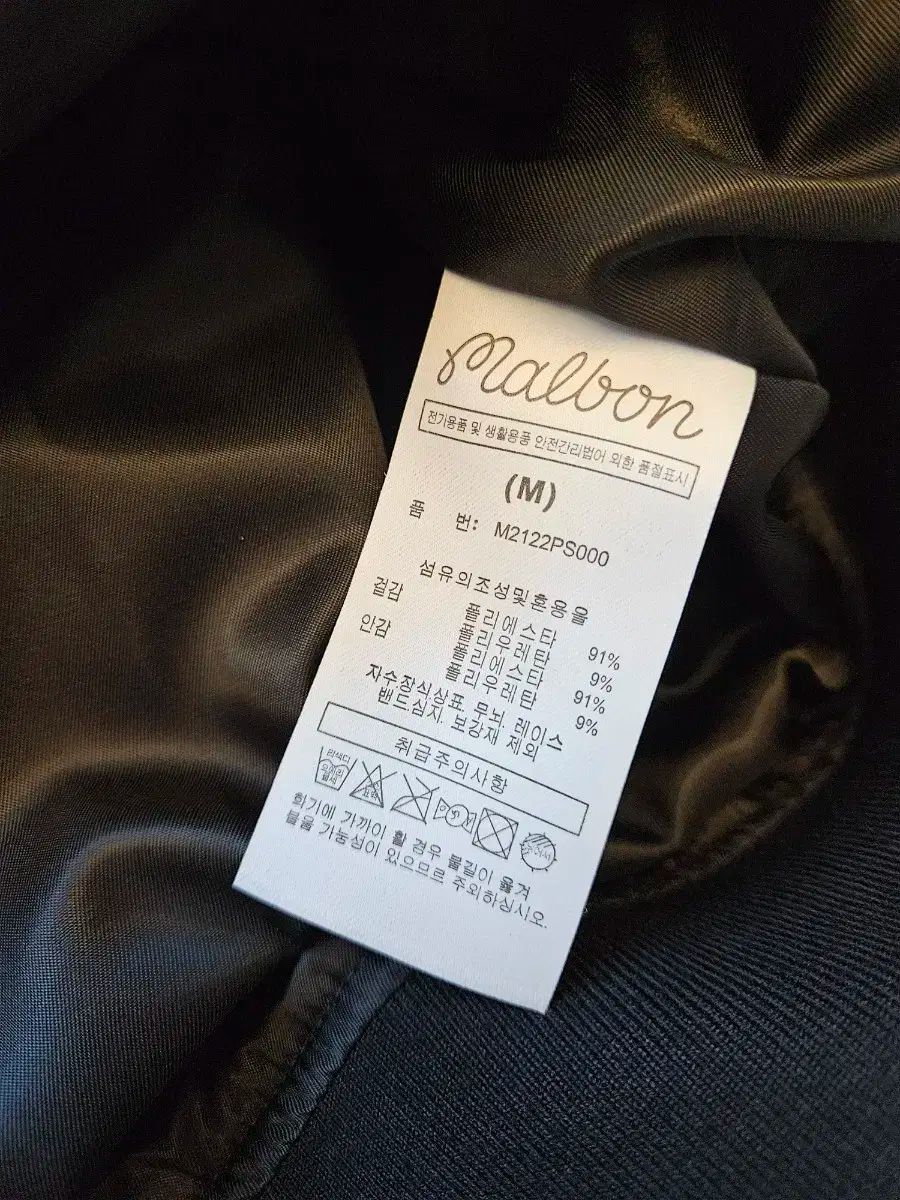 malbon
전기용품 및 생활용품 안전간리법어 의한 품절표시
(M)
품 번: M2122PS000
섬유의조성및혼용율
겉감 폴리에스타 91%
폴리우레탄 9%
안감 폴리에스타 91%
폴리우레탄 9%
자수.장식.상표. 무늬. 레이스
밴드.심지. 보강재 제외
취급주의사항
화기에 가까이 할 경우 불길이 옮겨
붙을 가능성이 있으므로 주의하십시오.